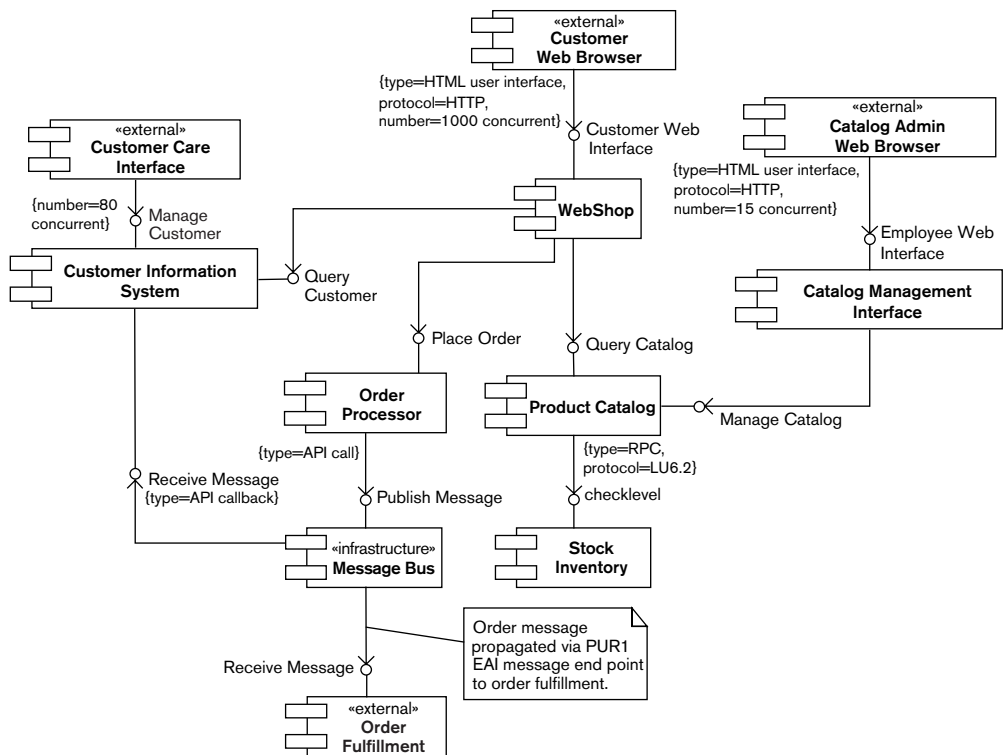 «external»
Customer
Web Browser
{type=HTML user interface,
protocol=HTTP,
number=1000 concurrent}
Customer Web
Interface
«external»
Catalog Admin
Web Browser
{type=HTML user interface,
protocol=HTTP,
number=15 concurrent}
Employee Web
Interface
«external»
Customer Care
Interface
{number=80
concurrent}
Manage
Customer
WebShop
Customer Information
System
Query
Customer
Catalog Management
Interface
Place Order
Query Catalog
Order
Processor
Product Catalog
Manage Catalog
{type=API call}
{type=RPC,
protocol=LU6.2}
Receive Message
{type=API callback}
Publish Message
checklevel
«infrastructure»
Message Bus
Stock
Inventory
Order message
propagated via PUR1
EAI message end point
to order fulfillment.
Receive Message
«external»
Order
Fulfillment